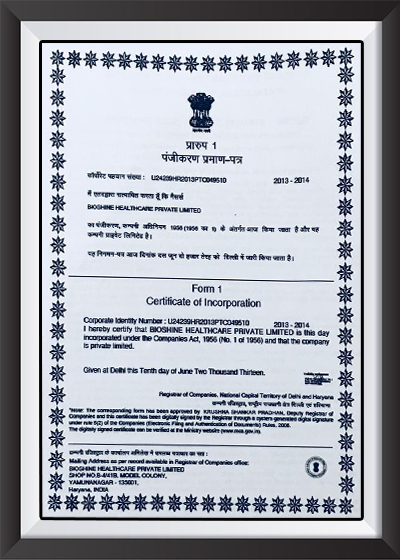 प्रारुप 1
पंजीकरण प्रमाण-पत्र
कॉर्पोरेट पहचान संख्या : U24239HR2013PTC049510 2013 - 2014
मैं एतदद्वारा सत्यापित करता हूँ कि मैसर्स
BIOSHINE HEALTHCARE PRIVATE LIMITED
का पंजीकरण, कम्पनी अधिनियम 1956 (1956 का 1) के अंतर्गत आज किया जाता है और यह
कम्पनी प्राइवेट लिमिटेड है।
यह निगमन-पत्र आज दिनांक दस जून दो हजार तेरह को दिल्ली में जारी किया जाता है।
Form 1
Certificate of Incorporation
Corporate Identity Number : U24239HR2013PTC049510 2013 - 2014
I hereby certify that BIOSHINE HEALTHCARE PRIVATE LIMITED is this day
incorporated under the Companies Act, 1956 (No. 1 of 1956) and that the company
is private limited.
Given at Delhi this Tenth day of June Two Thousand Thirteen.
Registrar of Companies, National Capital Territory of Delhi and Haryana
कम्पनी रजिस्ट्रार, राष्ट्रीय राजधानी क्षेत्र दिल्ली एवं हरियाणा
*Note: The corresponding form has been approved by KRUSHNA SHANKAR PRADHAN, Deputy Registrar of
Companies and this certificate has been digitally signed by the Registrar through a system generated digital signature
under rule 5(2) of the Companies (Electronic Filing and Authentication of Documents) Rules, 2006.
The digitally signed certificate can be verified at the Ministry website (www.mca.gov.in).
कम्पनी रजिस्ट्रार के कार्यालय अभिलेख में उपलब्ध पत्राचार का पता :
Mailing Address as per record available in Registrar of Companies office:
BIOSHINE HEALTHCARE PRIVATE LIMITED
SHOP NO:B-4/41B, MODEL COLONY,
YAMUNANAGAR - 135001,
Haryana, INDIA